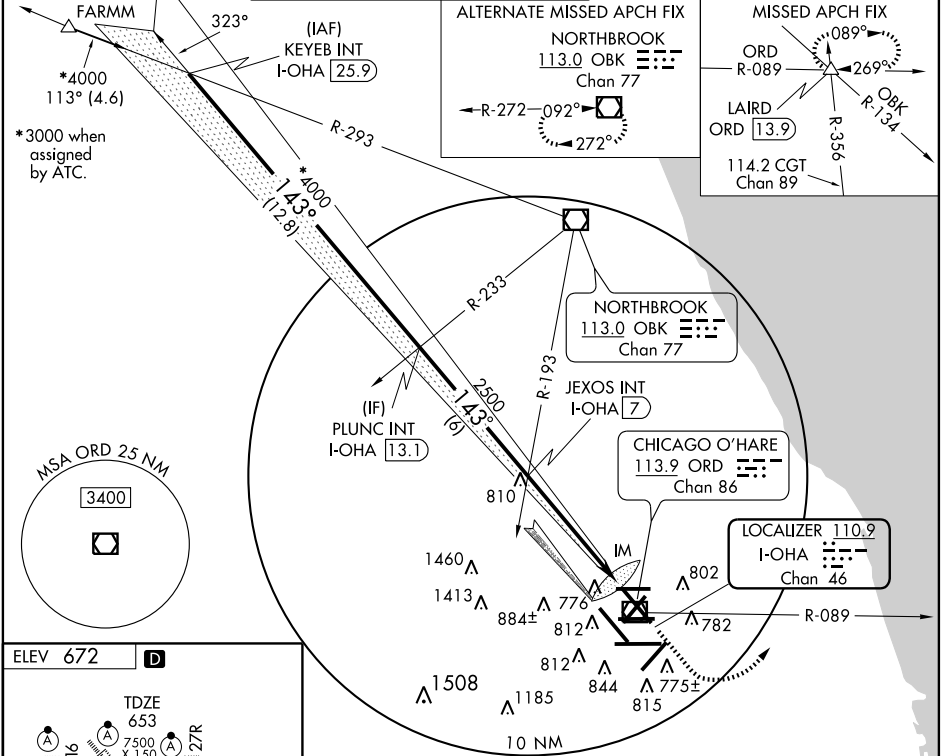 FARMM
323°
(IAF)
KEYEB INT
I-OHA 25.9
*4000
113° (4.6)
*3000 when
assigned
by ATC.
R-293
*4000
143°
(12.8)
ALTERNATE MISSED APCH FIX
NORTHBROOK
113.0 OBK
Chan 77
R-272
092°
272°
MISSED APCH FIX
089°
ORD
R-089
269°
OBK
R-134
LAIRD
ORD 13.9
R-356
114.2 CGT
Chan 89
R-233
NORTHBROOK
113.0 OBK
Chan 77
R-193
2500
143°
(6)
JEXOS INT
I-OHA 7
(IF)
PLUNC INT
I-OHA 13.1
CHICAGO O'HARE
113.9 ORD
Chan 86
MSA ORD 25 NM
3400
810
LOCALIZER 110.9
I-OHA
Chan 46
IM
1460
802
1413
776
884±
812
782
R-089
812
844
775±
815
1508
1185
10 NM
ELEV 672
D
TDZE
653
A
A
A
7500
X 150
27R